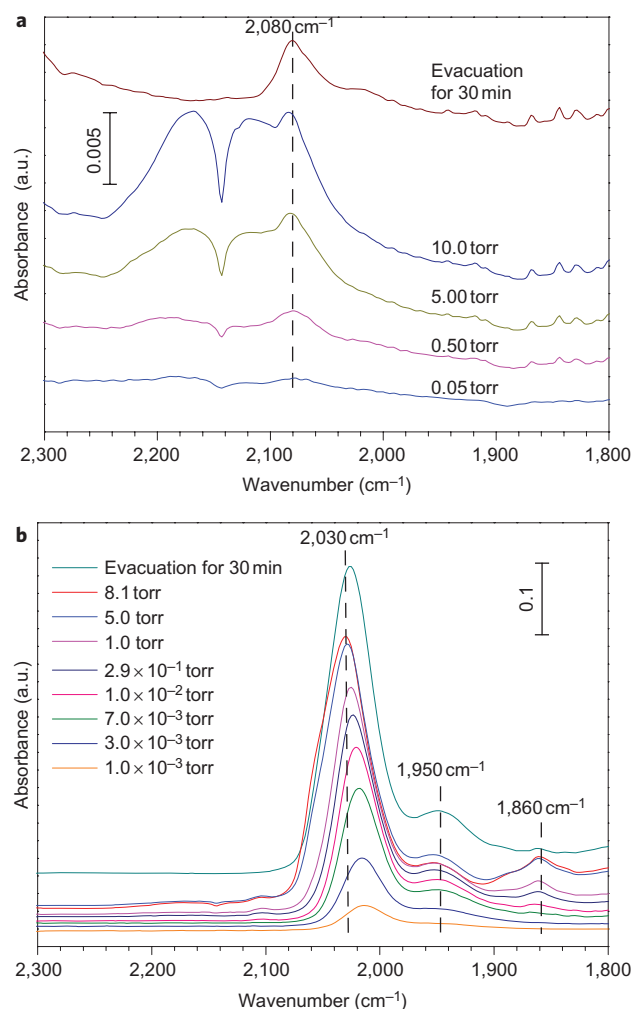 a
2,080 cm⁻¹
Evacuation
for 30 min
0.005
Absorbance (a.u.)
10.0 torr
5.00 torr
0.50 torr
0.05 torr
2,300 2,200 2,100 2,000 1,900 1,800
Wavenumber (cm⁻¹)
b
2,030 cm⁻¹
Evacuation for 30 min
8.1 torr
5.0 torr
1.0 torr
2.9 × 10⁻¹ torr
1.0 × 10⁻² torr
7.0 × 10⁻³ torr
3.0 × 10⁻³ torr
1.0 × 10⁻³ torr
0.1
1,950 cm⁻¹
1,860 cm⁻¹
Absorbance (a.u.)
2,300 2,200 2,100 2,000 1,900 1,800
Wavenumber (cm⁻¹)